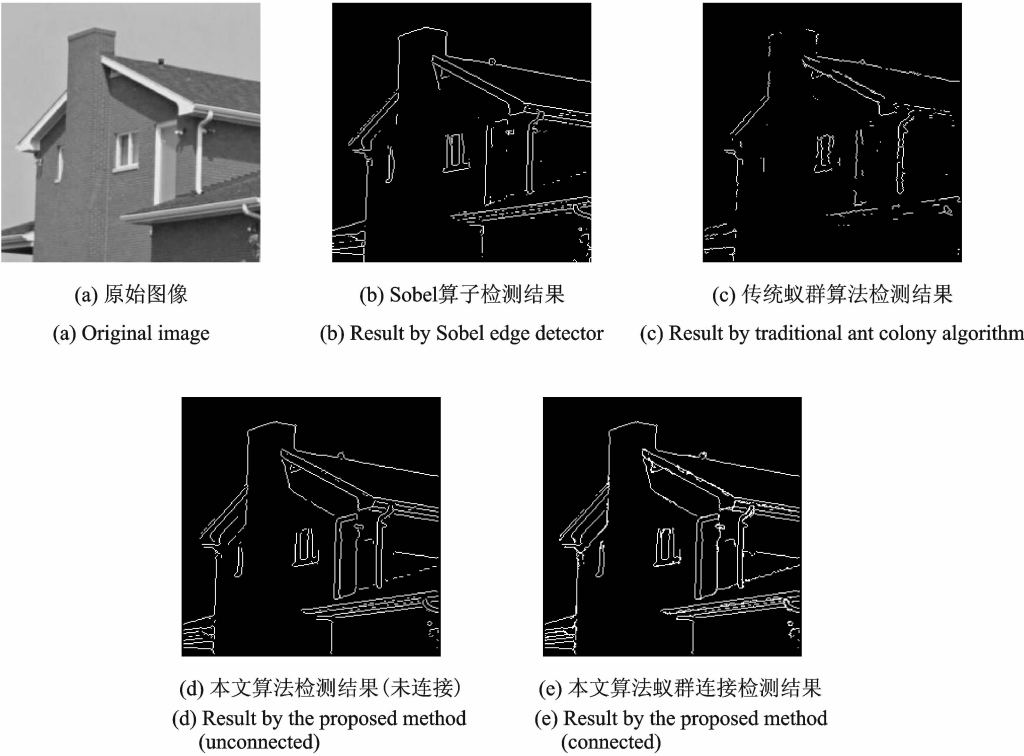 (a) 原始图像
(a) Original image
(b) Sobel算子检测结果
(b) Result by Sobel edge detector
(c) 传统蚁群算法检测结果
(c) Result by traditional ant colony algorithm
(d) 本文算法检测结果(未连接)
(d) Result by the proposed method
(unconnected)
(e) 本文算法蚁群连接检测结果
(e) Result by the proposed method
(connected)